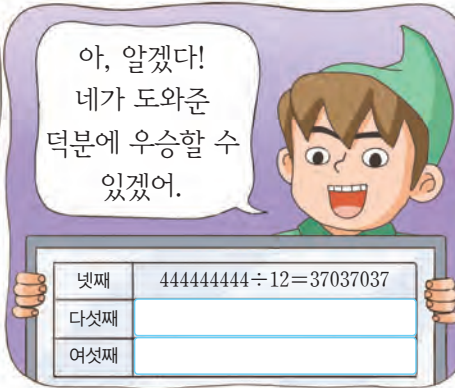 아, 알겠다!
네가 도와준
덕분에 우승할 수
있겠어.
넷째 444444444÷12=37037037
다섯째
여섯째